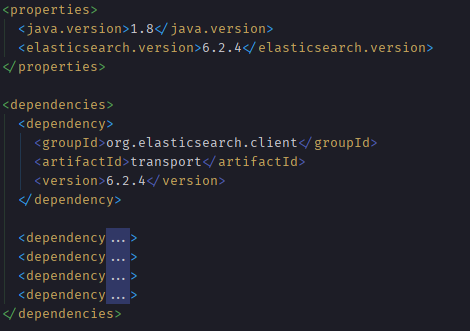 <properties>
<java.version>1.8</java.version>
<elasticsearch.version>6.2.4</elasticsearch.version>
</properties>
<dependencies>
<dependency>
<groupId>org.elasticsearch.client</groupId>
<artifactId>transport</artifactId>
<version>6.2.4</version>
</dependency>
<dependency...>
<dependency...>
<dependency...>
<dependency...>
</dependencies>